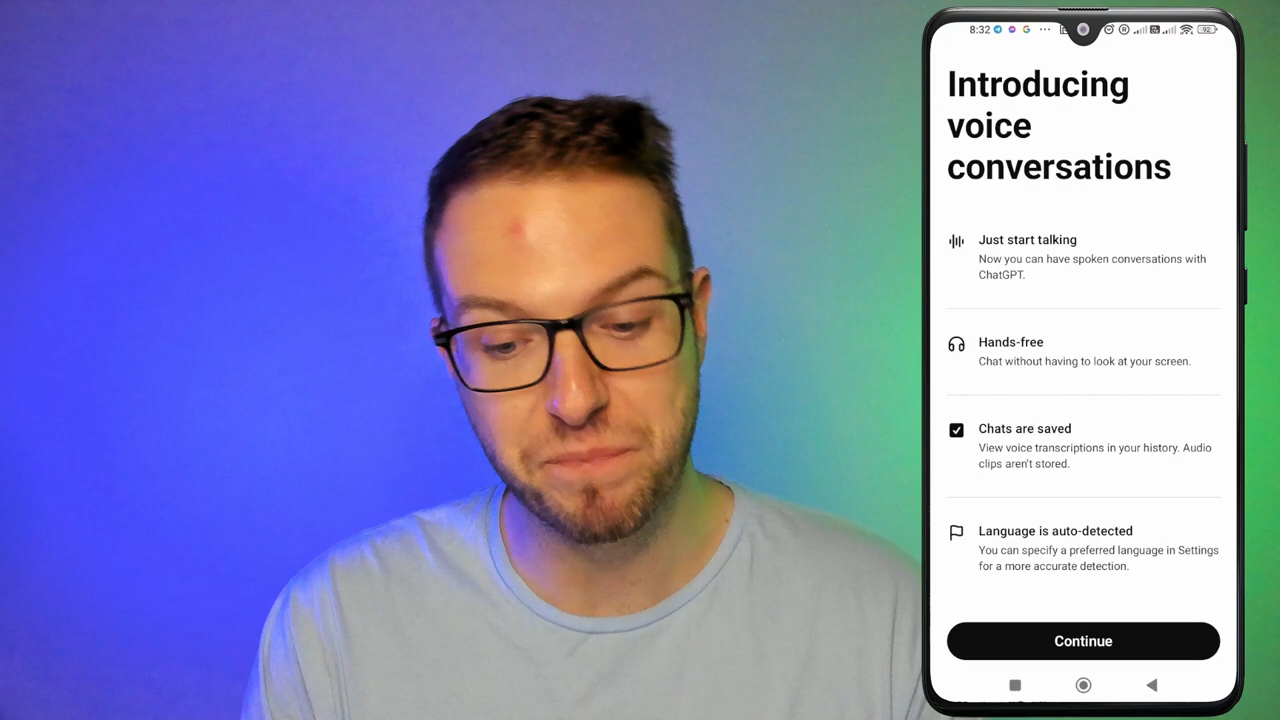 8:32
Introducing
voice
conversations
Just start talking
Now you can have spoken conversations with
ChatGPT.
Hands-free
Chat without having to look at your screen.
Chats are saved
View voice transcriptions in your history. Audio
clips aren't stored.
Language is auto-detected
You can specify a preferred language in Settings
for a more accurate detection.
Continue